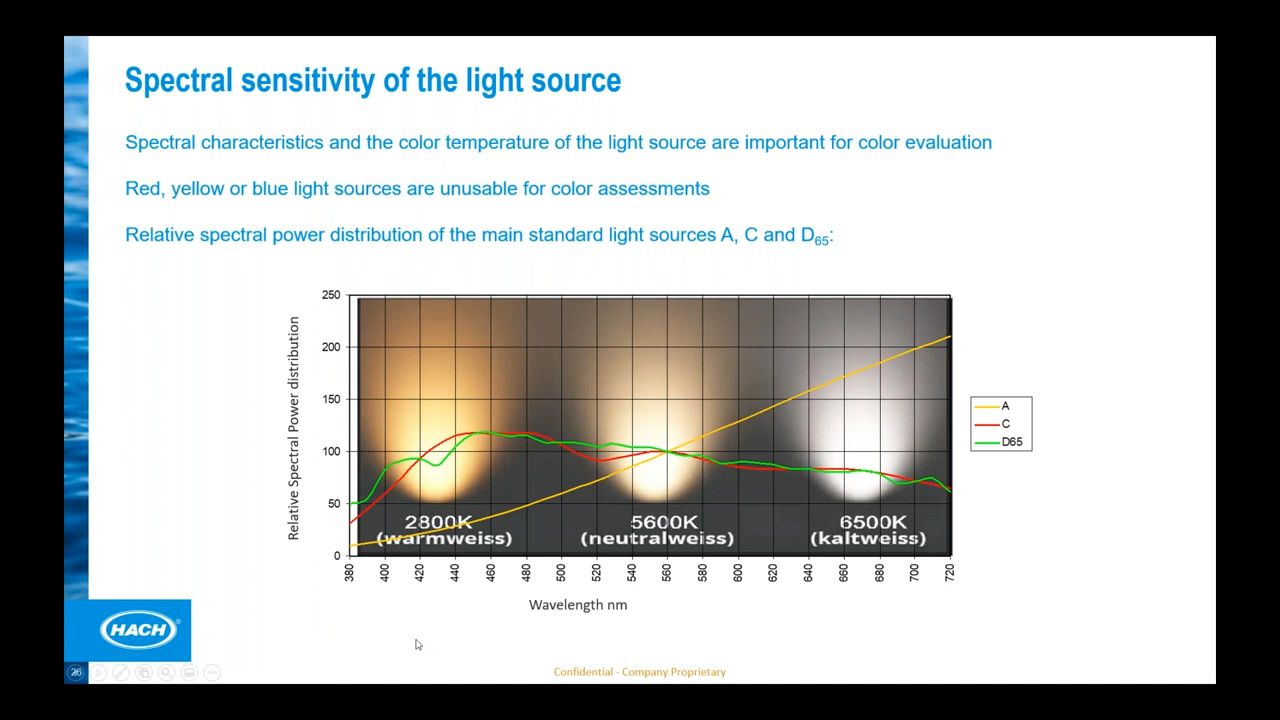 Spectral sensitivity of the light source
Spectral characteristics and the color temperature of the light source are important for color evaluation
Red, yellow or blue light sources are unusable for color assessments
Relative spectral power distribution of the main standard light sources A, C and D65:
Relative Spectral Power distribution
250
200
150
100
50
0
2800K
(warmweiss)
5600K
(neutralweiss)
6500K
(kaltweiss)
380 400 420 440 460 480 500 520 540 560 580 600 620 640 660 680 700 720
Wavelength nm
A
C
D65
HACH
26
Confidential - Company Proprietary